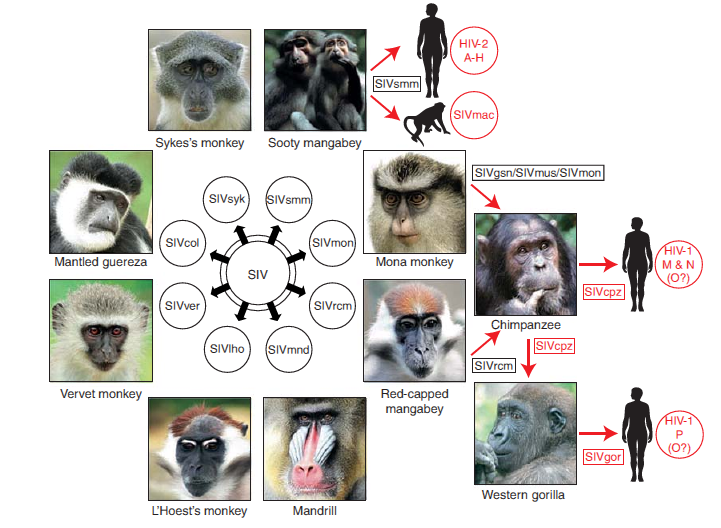 HIV-2
A-H
SIVsmm
SIVmac
Sykes's monkey
Sooty mangabey
SIVgsn/SIVmus/SIVmon
SIVsyk
SIVsmm
SIVcol
SIVmon
SIV
SIVver
SIVrcm
SIVlho
SIVmnd
Mantled guereza
Mona monkey
HIV-1
M & N
(O?)
SIVcpz
Chimpanzee
SIVcpz
SIVrcm
Vervet monkey
Red-capped
mangabey
HIV-1
P
(O?)
SIVgor
Western gorilla
L'Hoest's monkey
Mandrill